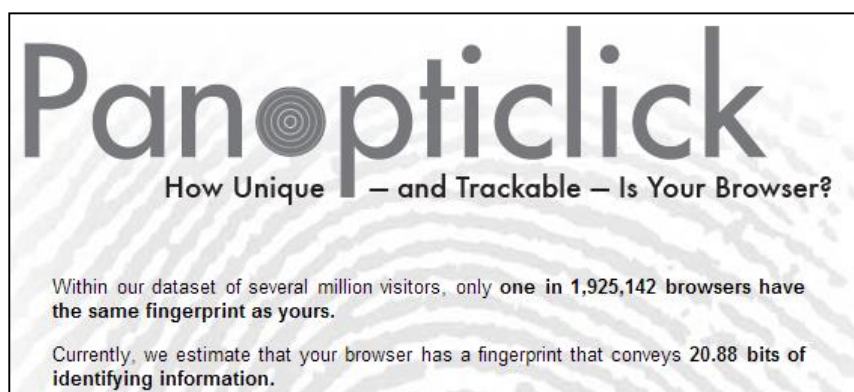 Panopticlick
How Unique – and Trackable – Is Your Browser?
Within our dataset of several million visitors, only one in 1,925,142 browsers have
the same fingerprint as yours.
Currently, we estimate that your browser has a fingerprint that conveys 20.88 bits of
identifying information.